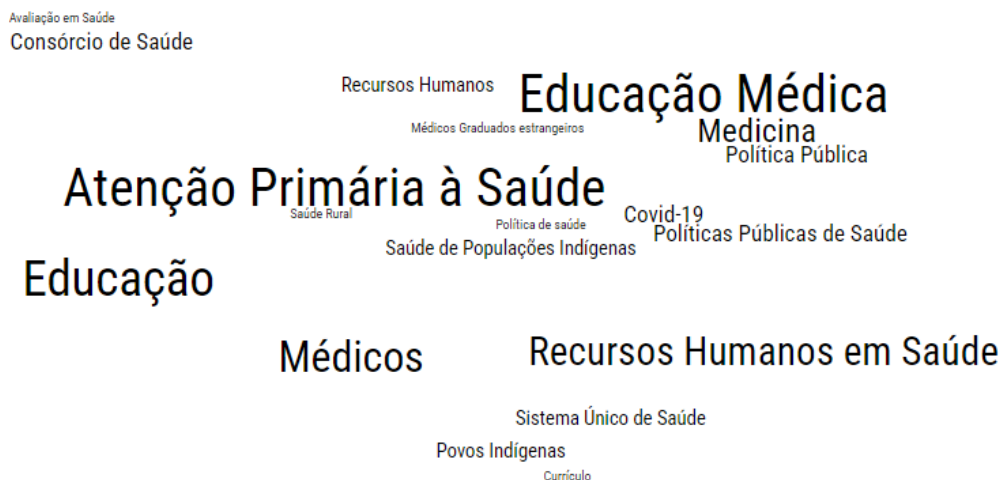 Avaliação em Saúde
Consórcio de Saúde
Recursos Humanos
Educação Médica
Médicos Graduados estrangeiros
Medicina
Política Pública
Atenção Primária à Saúde
Saúde Rural
Covid-19
Política de saúde
Políticas Públicas de Saúde
Saúde de Populações Indígenas
Educação
Médicos
Recursos Humanos em Saúde
Sistema Único de Saúde
Povos Indígenas
Currículo